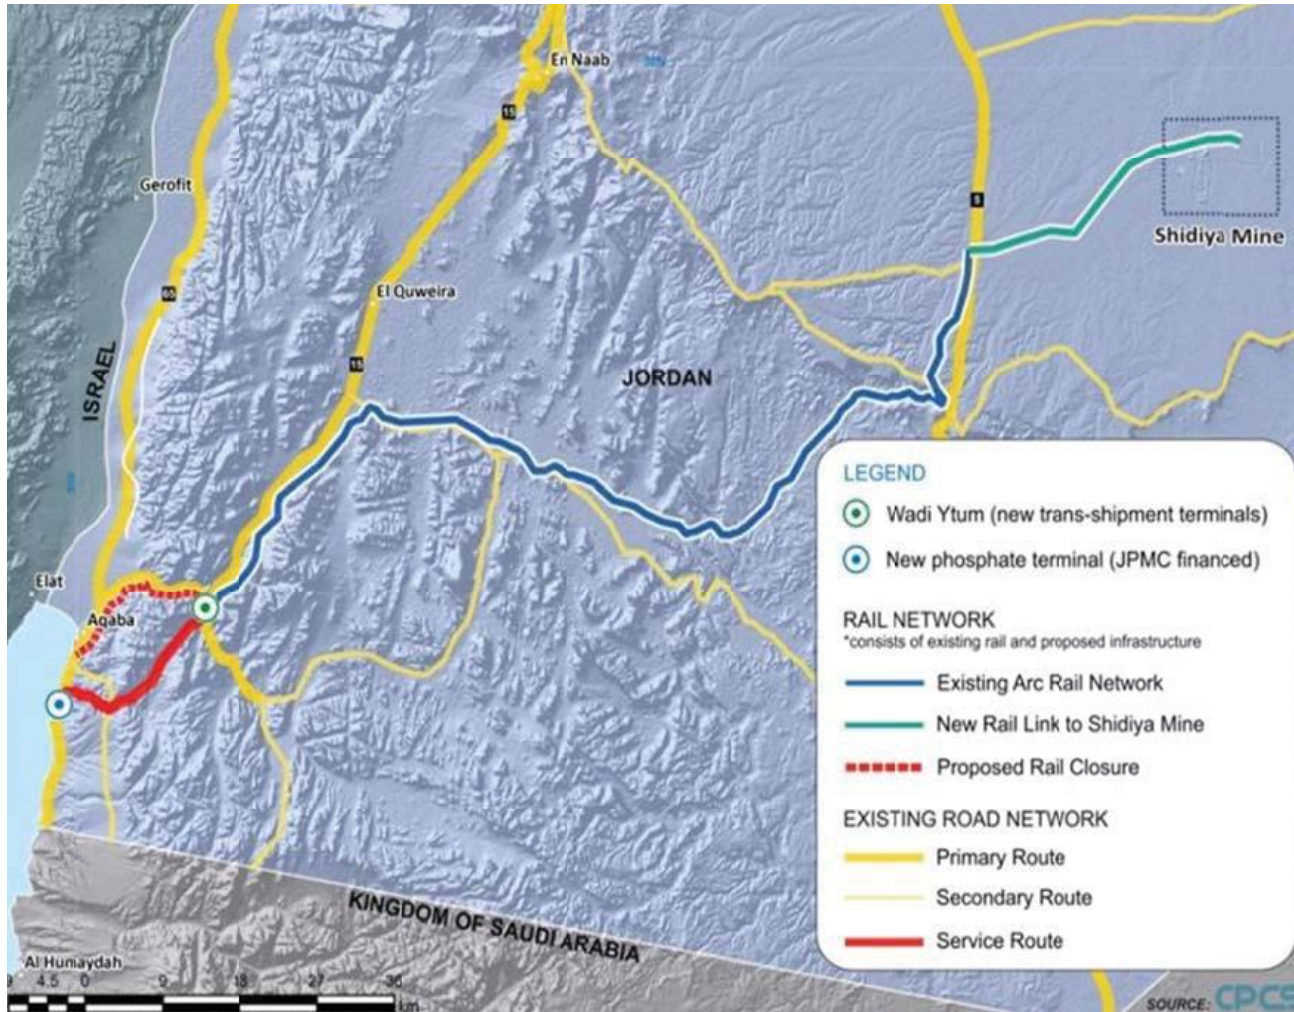 En Naab
15
Gerofit
5
Shidiya Mine
65
El Quweira
15
ISRAEL
JORDAN
Elat
Aqaba
KINGDOM OF SAUDI ARABIA
Al Humaydah
9 4.5 0 9 18 27 36
km
LEGEND
Wadi Ytum (new trans-shipment terminals)
New phosphate terminal (JPMC financed)
RAIL NETWORK
*consists of existing rail and proposed infrastructure
Existing Arc Rail Network
New Rail Link to Shidiya Mine
Proposed Rail Closure
EXISTING ROAD NETWORK
Primary Route
Secondary Route
Service Route
SOURCE: CPCS